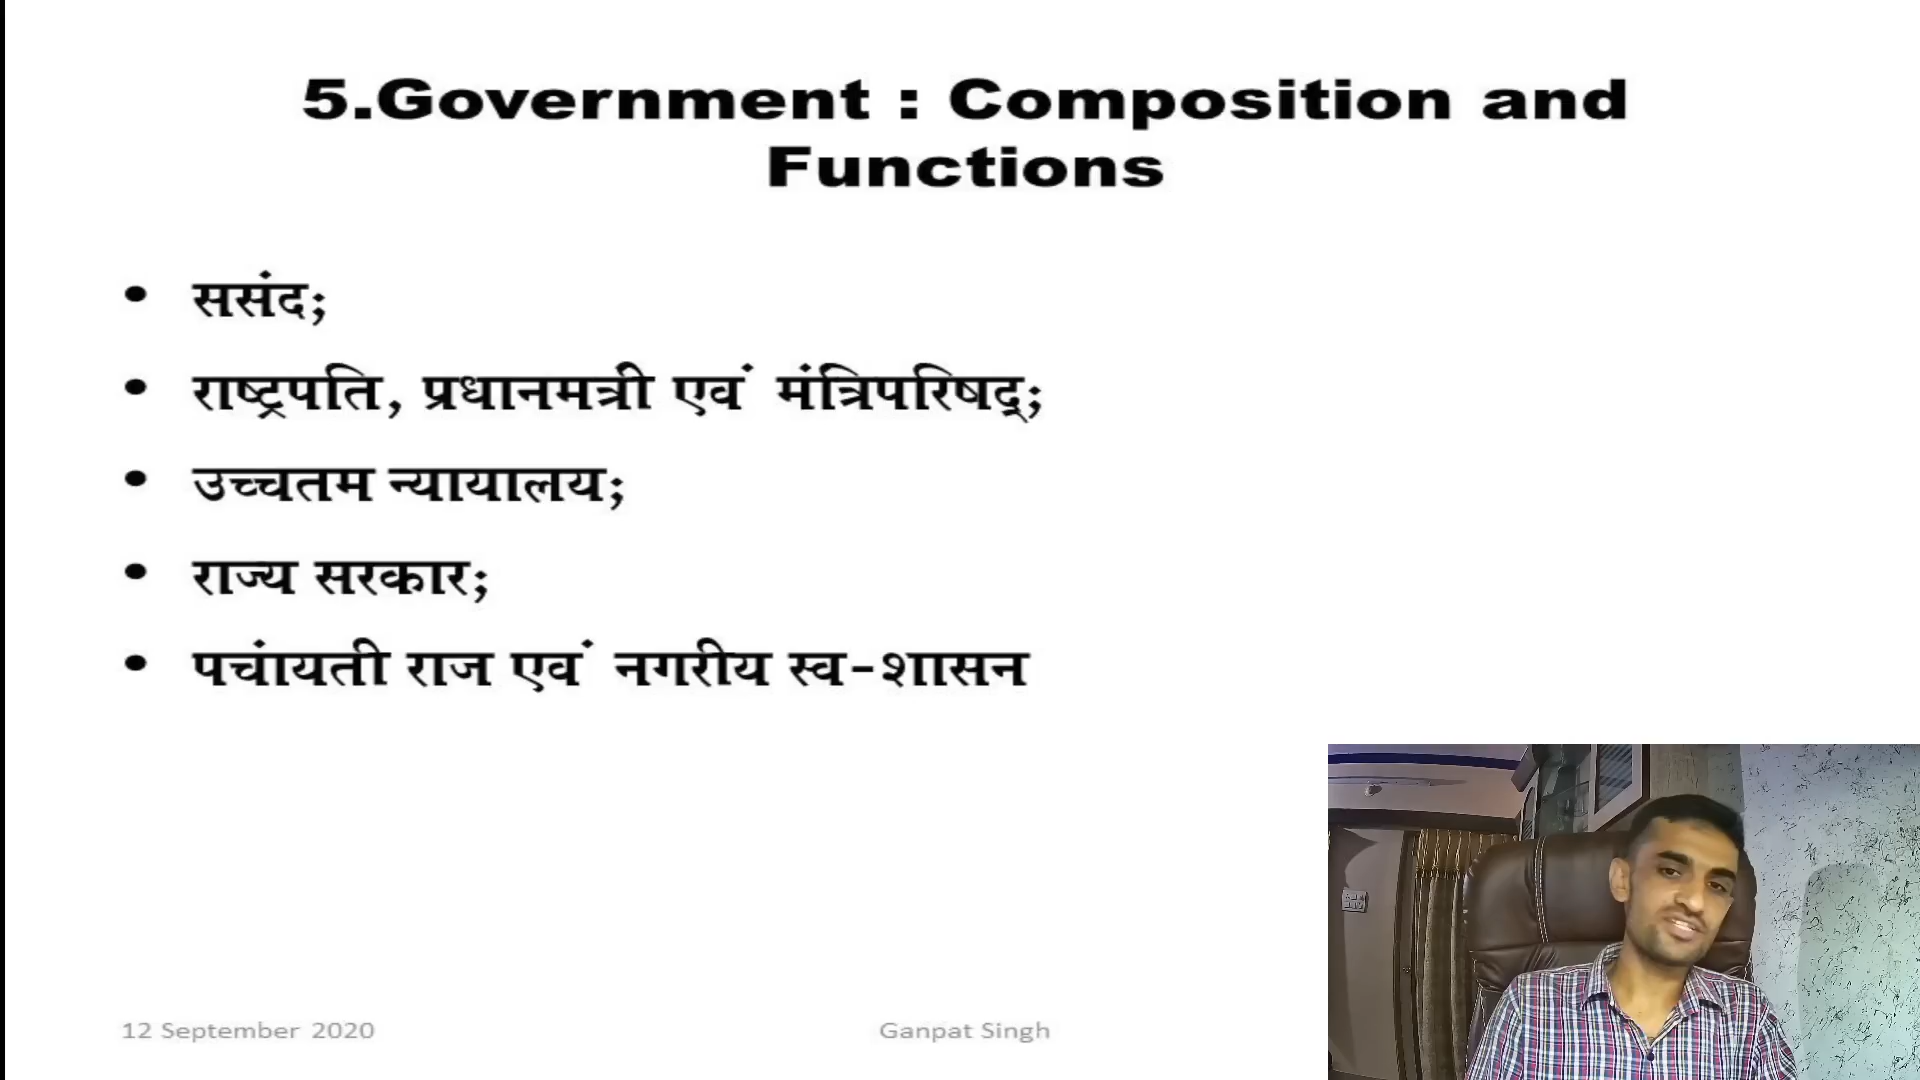 5.Government : Composition and
Functions
• ससंद;
• राष्ट्रपति, प्रधानमत्री एवं मंत्रिपरिषद्;
• उच्चतम न्यायालय;
• राज्य सरकार;
• पचांयती राज एवं नगरीय स्व-शासन
12 September 2020
Ganpat Singh